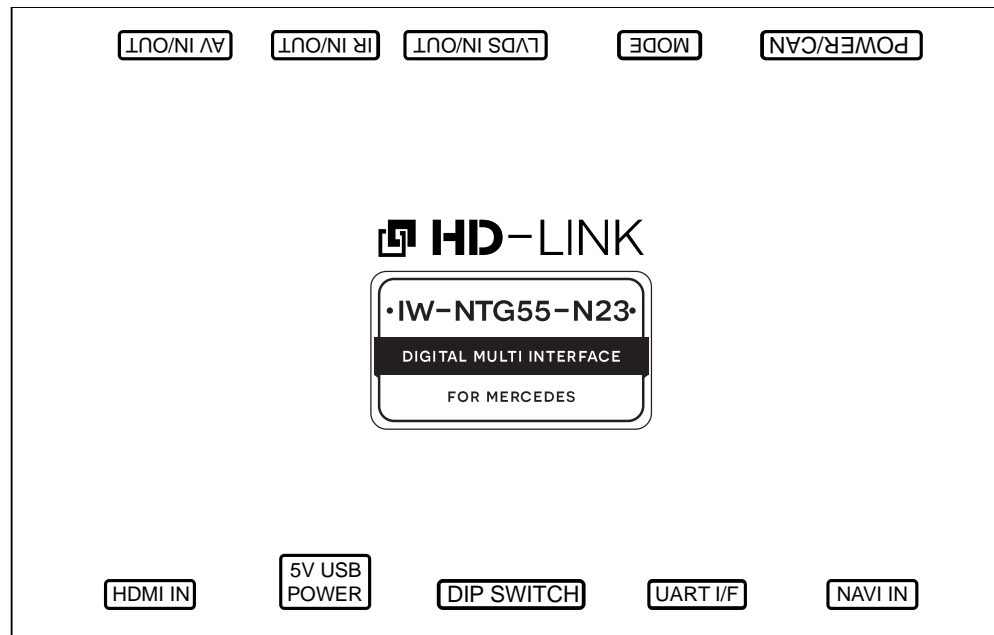 AV IN/OUT
IR IN/OUT
LVDS IN/OUT
MODE
POWER/CAN
HD-LINK
•IW-NTG55-N23•
DIGITAL MULTI INTERFACE
FOR MERCEDES
HDMI IN
5V USB
POWER
DIP SWITCH
UART I/F
NAVI IN